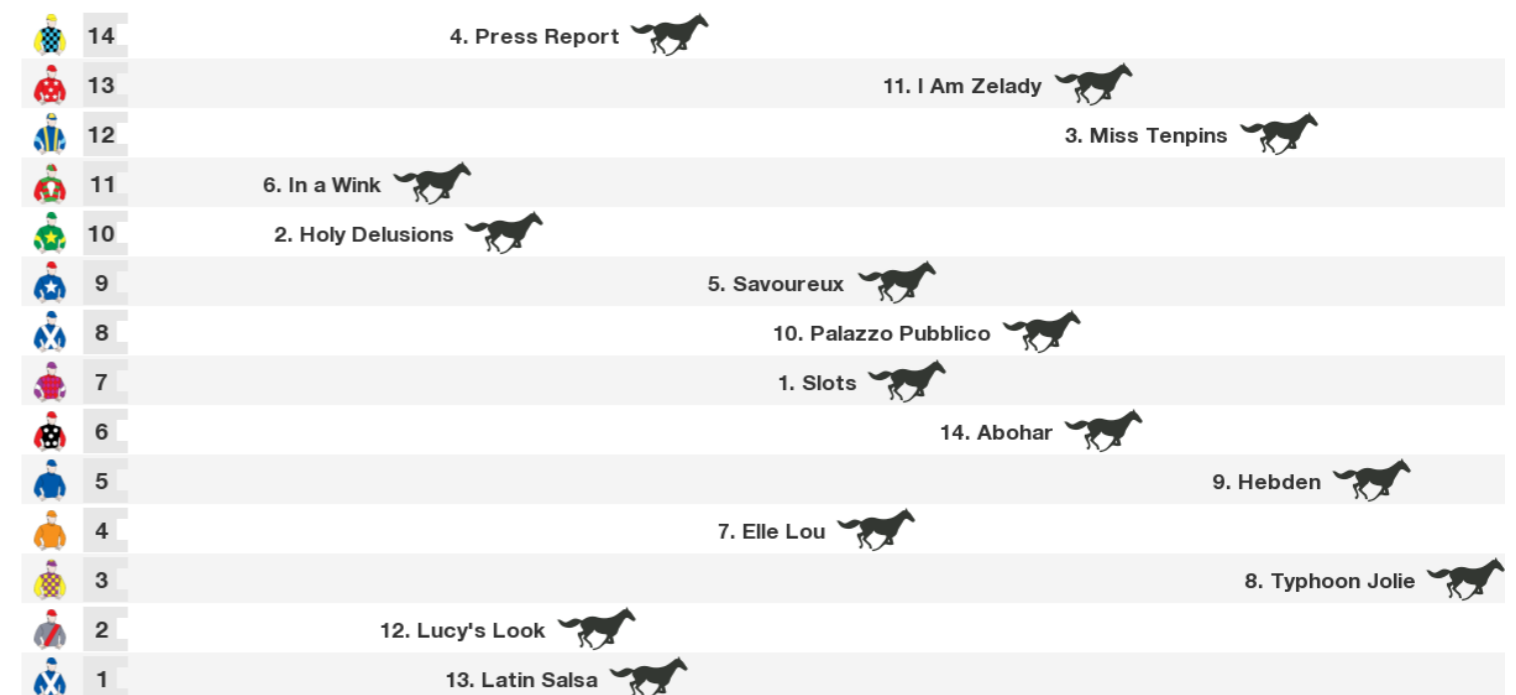 14 4. Press Report
13 11. I Am Zelady
12 3. Miss Tenpins
11 6. In a Wink
10 2. Holy Delusions
9 5. Savoureux
8 10. Palazzo Pubblico
7 1. Slots
6 14. Abohar
5 9. Hebden
4 7. Elle Lou
3 8. Typhoon Jolie
2 12. Lucy's Look
1 13. Latin Salsa